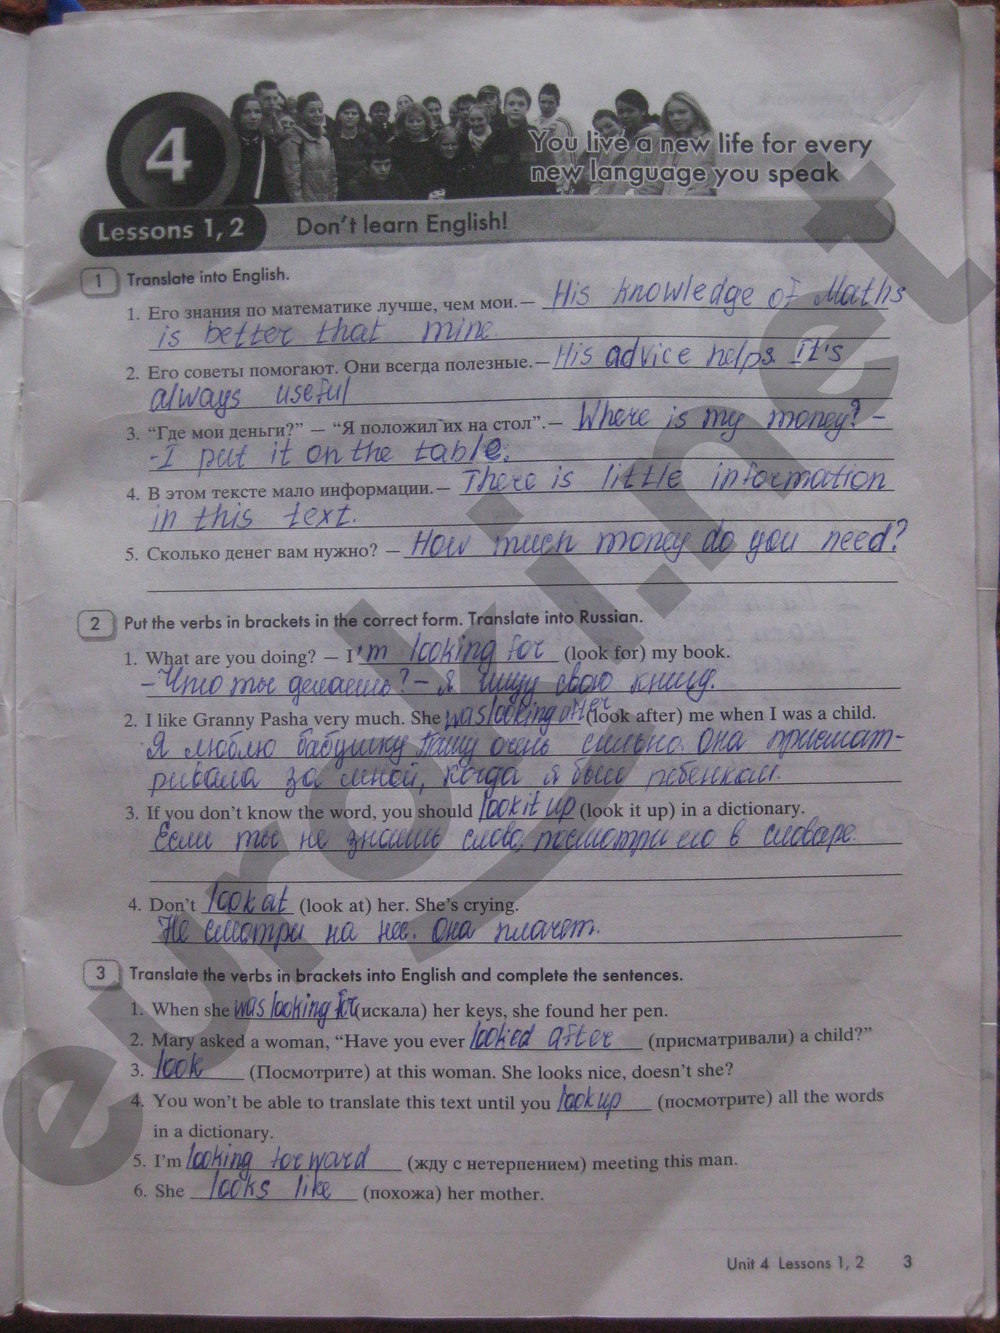 4
You live a new life for every
new language you speak
Lessons 1, 2 Don't learn English!
1 Translate into English.
1. Его знания по математике лучше, чем мои. — His knowledge of Maths
is better that mine.
2. Его советы помогают. Они всегда полезные. — His advice helps. It's
always useful
3. “Где мои деньги?” — “Я положил их на стол”. — Where is my money? –
-I put it on the table.
4. В этом тексте мало информации. — There is little information
in this text.
5. Сколько денег вам нужно? — How much money do you need?
2 Put the verbs in brackets in the correct form. Translate into Russian.
1. What are you doing? — I'm looking for (look for) my book.
- Что ты делаешь? – Я ищу свою книгу.
2. I like Granny Pasha very much. She was looking after (look after) me when I was a child.
Я люблю бабушку Пашу очень сильно. Она присмат-
ривала за мной, когда я был ребенком.
3. If you don't know the word, you should look it up (look it up) in a dictionary.
Если ты не знаешь слово, посмотри его в словаре.
4. Don't look at (look at) her. She's crying.
Не смотри на нее. Она плачет.
3 Translate the verbs in brackets into English and complete the sentences.
1. When she was looking for (искала) her keys, she found her pen.
2. Mary asked a woman, “Have you ever looked after (присматривали) a child?”
3. look (Посмотрите) at this woman. She looks nice, doesn't she?
4. You won't be able to translate this text until you look up (посмотрите) all the words
in a dictionary.
5. I'm looking forward (жду с нетерпением) meeting this man.
6. She looks like (похожа) her mother.
Unit 4 Lessons 1, 2 3
euroki.net